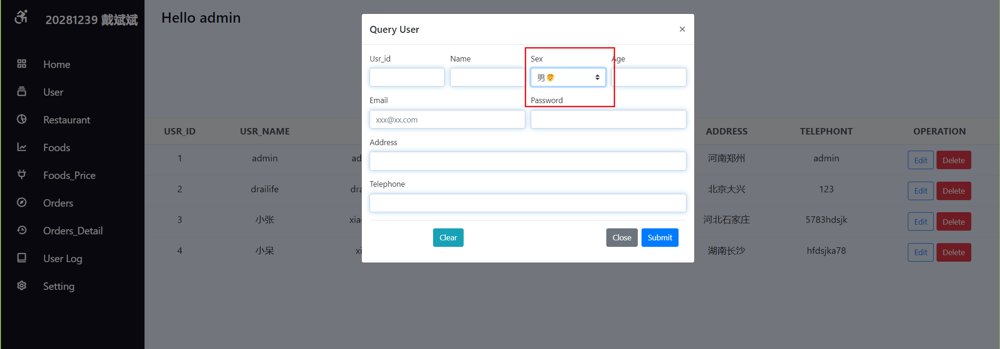 20281239 戴斌斌
Hello admin
Home
User
Restaurant
Foods
Foods_Price
Orders
Orders_Detail
User Log
Setting
Query User
×
Usr_id Name Sex Age
男
Email Password
xxx@xx.com
Address
Telephone
Clear Close Submit
USR_ID USR_NAME ADDRESS TELEPHONT OPERATION
1 admin ad 河南郑州 admin Edit Delete
2 drailife dra 北京大兴 123 Edit Delete
3 小张 xia 河北石家庄 5783hdsjk Edit Delete
4 小呆 xi 湖南长沙 hfdsjka78 Edit Delete